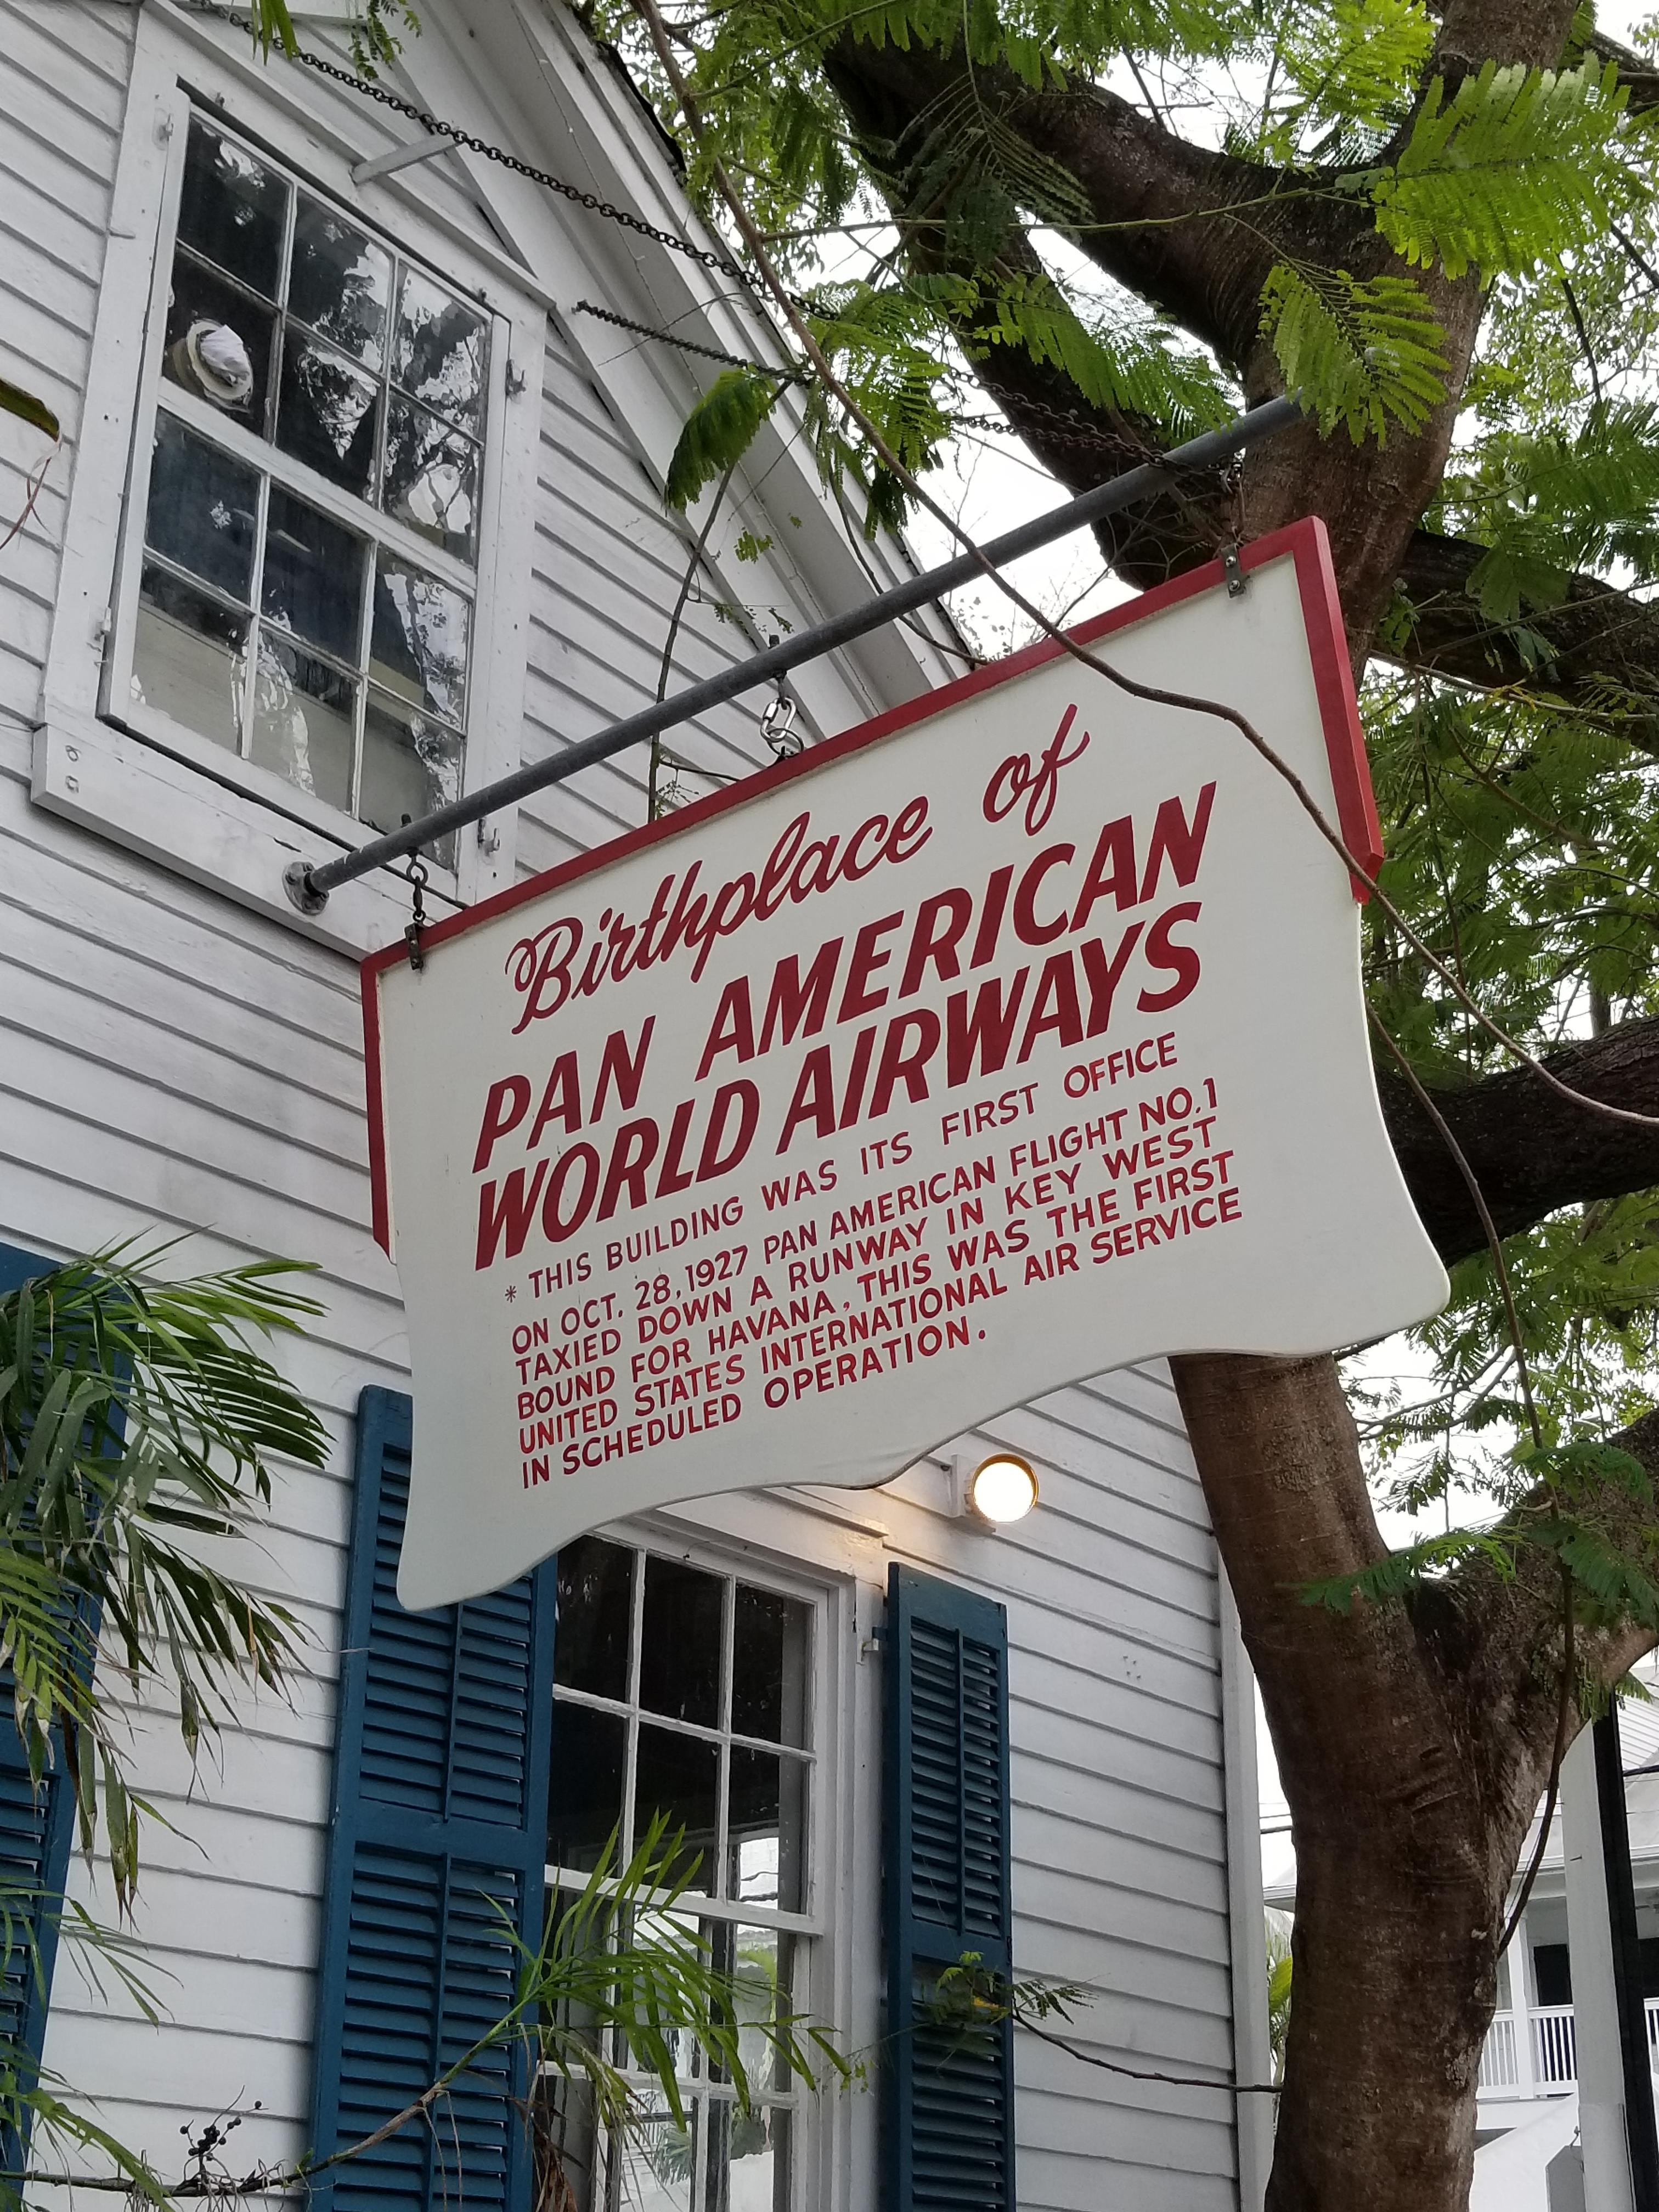 Birthplace of
PAN AMERICAN
WORLD AIRWAYS
* THIS BUILDING WAS ITS FIRST OFFICE
ON OCT. 28, 1927 PAN AMERICAN FLIGHT NO. 1
TAXIED DOWN A RUNWAY IN KEY WEST
BOUND FOR HAVANA, THIS WAS THE FIRST
UNITED STATES INTERNATIONAL AIR SERVICE
IN SCHEDULED OPERATION.